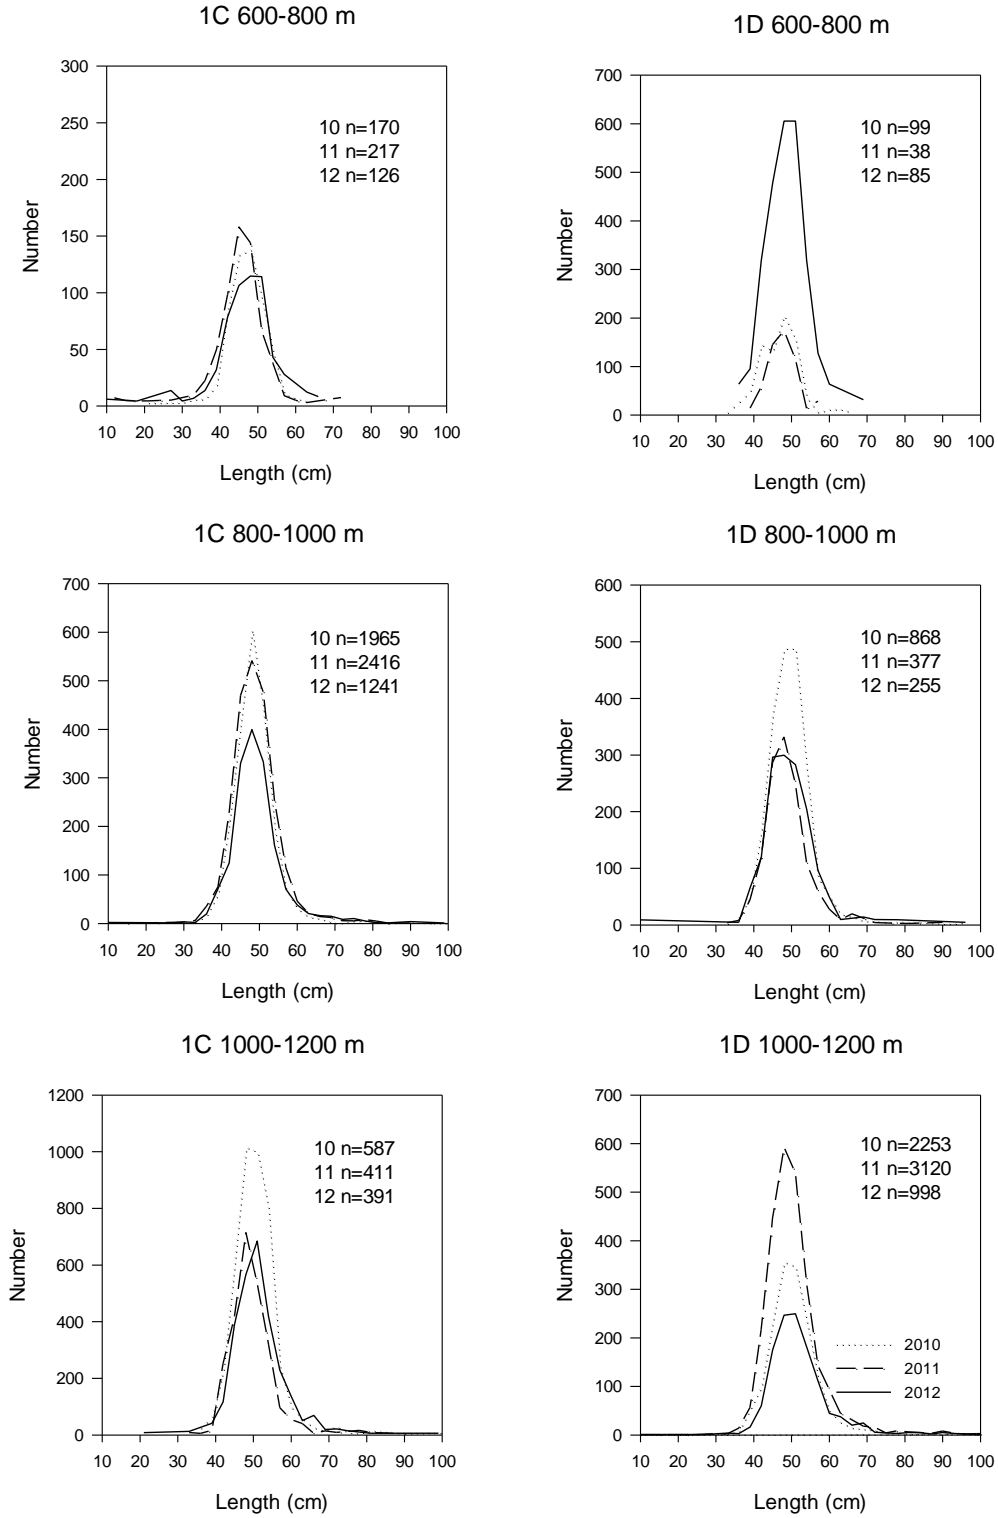 1C 600-800 m
300
250
200
150
100
50
0
Number
10 n=170
11 n=217
12 n=126
10 20 30 40 50 60 70 80 90 100
Length (cm)
1D 600-800 m
700
600
500
400
300
200
100
0
Number
10 n=99
11 n=38
12 n=85
10 20 30 40 50 60 70 80 90 100
Length (cm)
1C 800-1000 m
700
600
500
400
300
200
100
0
Number
10 n=1965
11 n=2416
12 n=1241
10 20 30 40 50 60 70 80 90 100
Length (cm)
1D 800-1000 m
600
500
400
300
200
100
0
Number
10 n=868
11 n=377
12 n=255
10 20 30 40 50 60 70 80 90 100
Lenght (cm)
1C 1000-1200 m
1200
1000
800
600
400
200
0
Number
10 n=587
11 n=411
12 n=391
10 20 30 40 50 60 70 80 90 100
Length (cm)
1D 1000-1200 m
700
600
500
400
300
200
100
0
Number
10 n=2253
11 n=3120
12 n=998
2010
2011
2012
10 20 30 40 50 60 70 80 90 100
Length (cm)